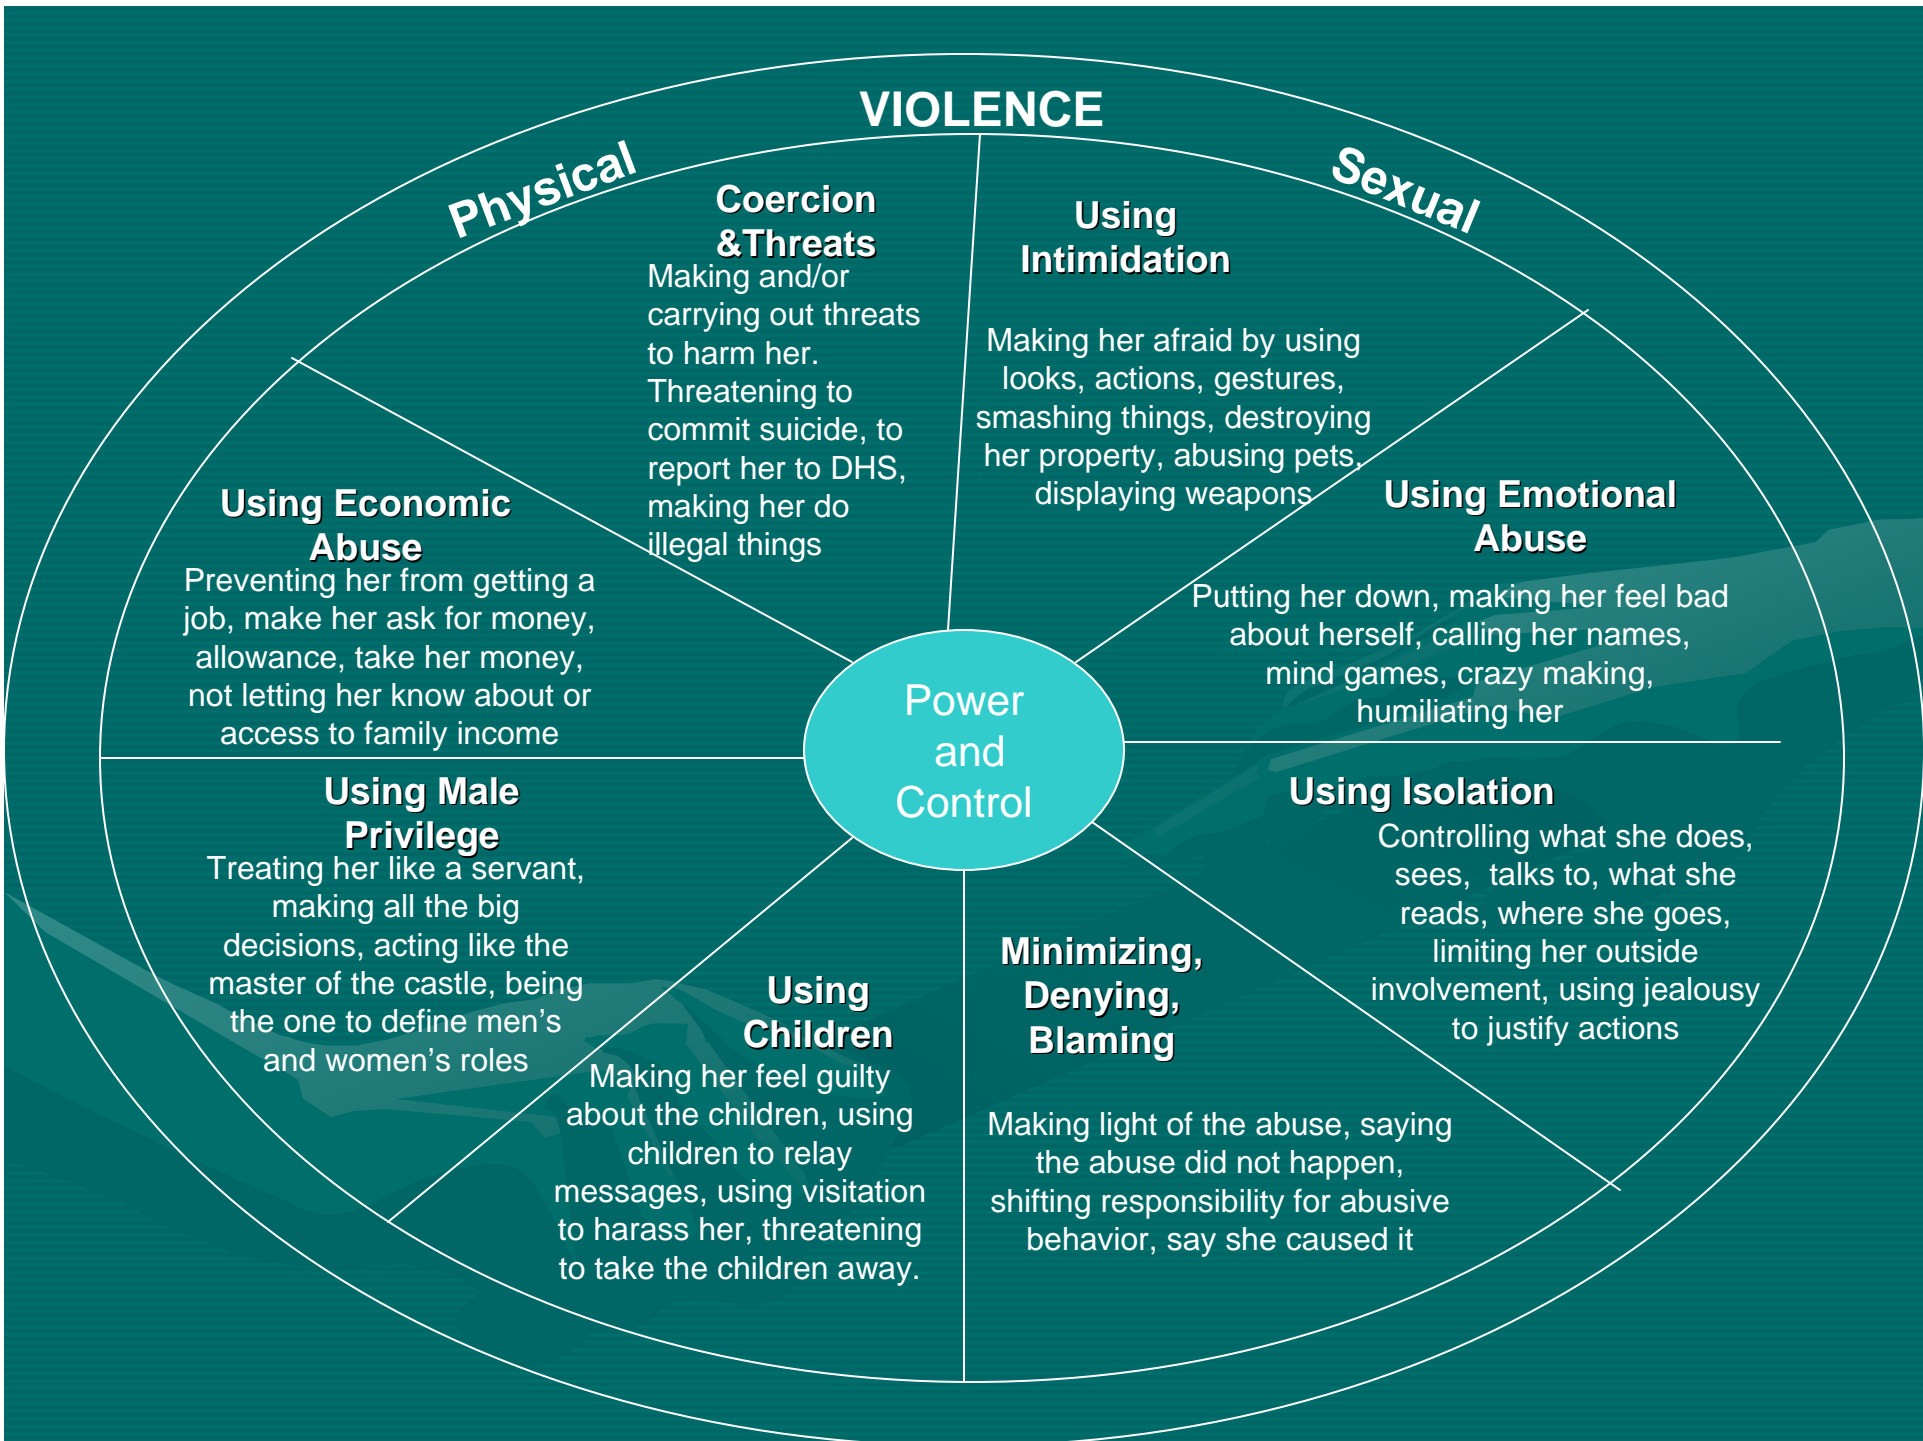 VIOLENCE
Physical
Sexual
Coercion
&Threats
Making and/or
carrying out threats
to harm her.
Threatening to
commit suicide, to
report her to DHS,
making her do
illegal things
Using
Intimidation
Making her afraid by using
looks, actions, gestures,
smashing things, destroying
her property, abusing pets,
displaying weapons
Using Emotional
Abuse
Putting her down, making her feel bad
about herself, calling her names,
mind games, crazy making,
humiliating her
Using Isolation
Controlling what she does,
sees,  talks to, what she
reads, where she goes,
limiting her outside
involvement, using jealousy
to justify actions
Minimizing,
Denying,
Blaming
Making light of the abuse, saying
the abuse did not happen,
shifting responsibility for abusive
behavior, say she caused it
Using
Children
Making her feel guilty
about the children, using
children to relay
messages, using visitation
to harass her, threatening
to take the children away.
Using Male
Privilege
Treating her like a servant,
making all the big
decisions, acting like the
master of the castle, being
the one to define men’s
and women’s roles
Using Economic
Abuse
Preventing her from getting a
job, make her ask for money,
allowance, take her money,
not letting her know about or
access to family income
Power
and
Control